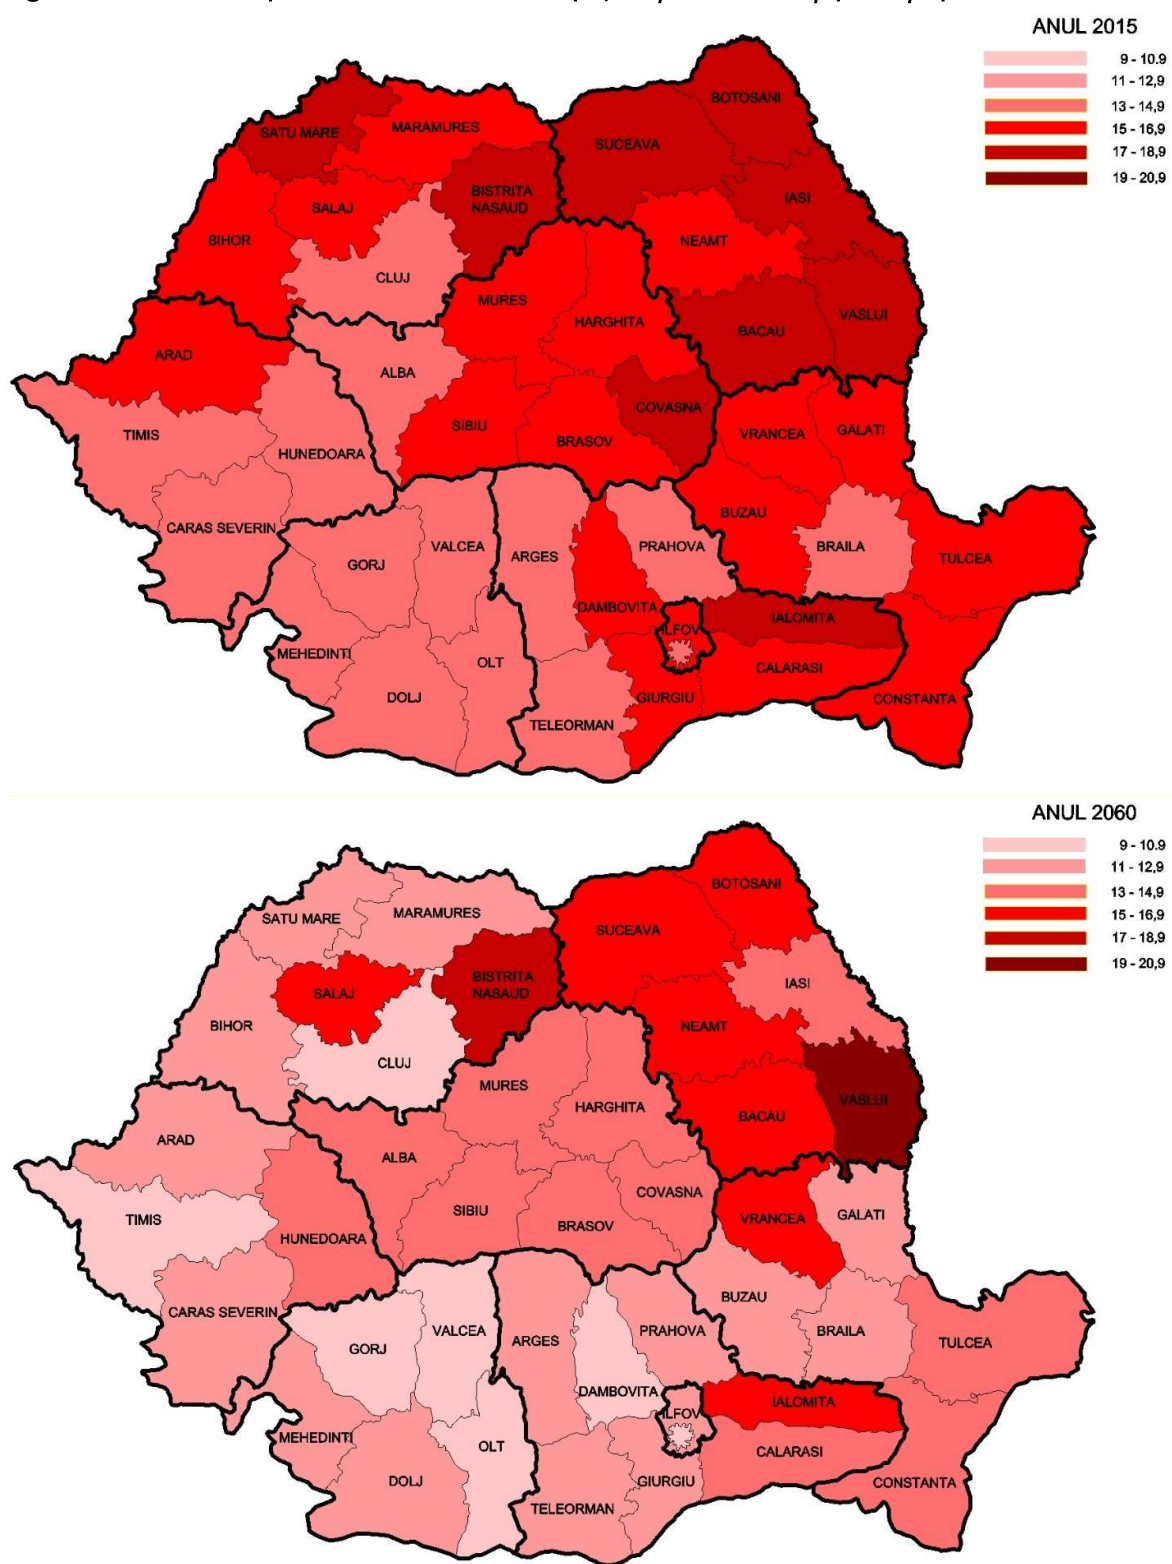 ANUL 2015
9 - 10.9
11 - 12,9
13 - 14,9
15 - 16,9
17 - 18,9
19 - 20,9
BOTOSANI
SATU MARE
MARAMURES
SUCEAVA
BISTRITA
NASAUD
IASI
SALAJ
BIHOR
NEAMT
CLUJ
MURES
HARGHITA
BACAU
VASLUI
ARAD
ALBA
COVASNA
TIMIS
SIBIU
BRASOV
VRANCEA
GALATI
HUNEDOARA
CARAS SEVERIN
BUZAU
VALCEA
ARGES
PRAHOVA
BRAILA
TULCEA
GORJ
DAMBOVITA
IALOMITA
ILFOV
MEHEDINTI
OLT
CALARASI
DOLJ
GIURGIU
CONSTANTA
TELEORMAN
ANUL 2060
9 - 10.9
11 - 12,9
13 - 14,9
15 - 16,9
17 - 18,9
19 - 20,9
BOTOSANI
SATU MARE
MARAMURES
SUCEAVA
BISTRITA
NASAUD
IASI
SALAJ
BIHOR
NEAMT
CLUJ
MURES
HARGHITA
BACAU
VASLUI
ARAD
ALBA
COVASNA
TIMIS
SIBIU
BRASOV
VRANCEA
GALATI
HUNEDOARA
CARAS SEVERIN
BUZAU
VALCEA
ARGES
PRAHOVA
BRAILA
TULCEA
GORJ
DAMBOVITA
IALOMITA
ILFOV
MEHEDINTI
OLT
CALARASI
DOLJ
GIURGIU
CONSTANTA
TELEORMAN